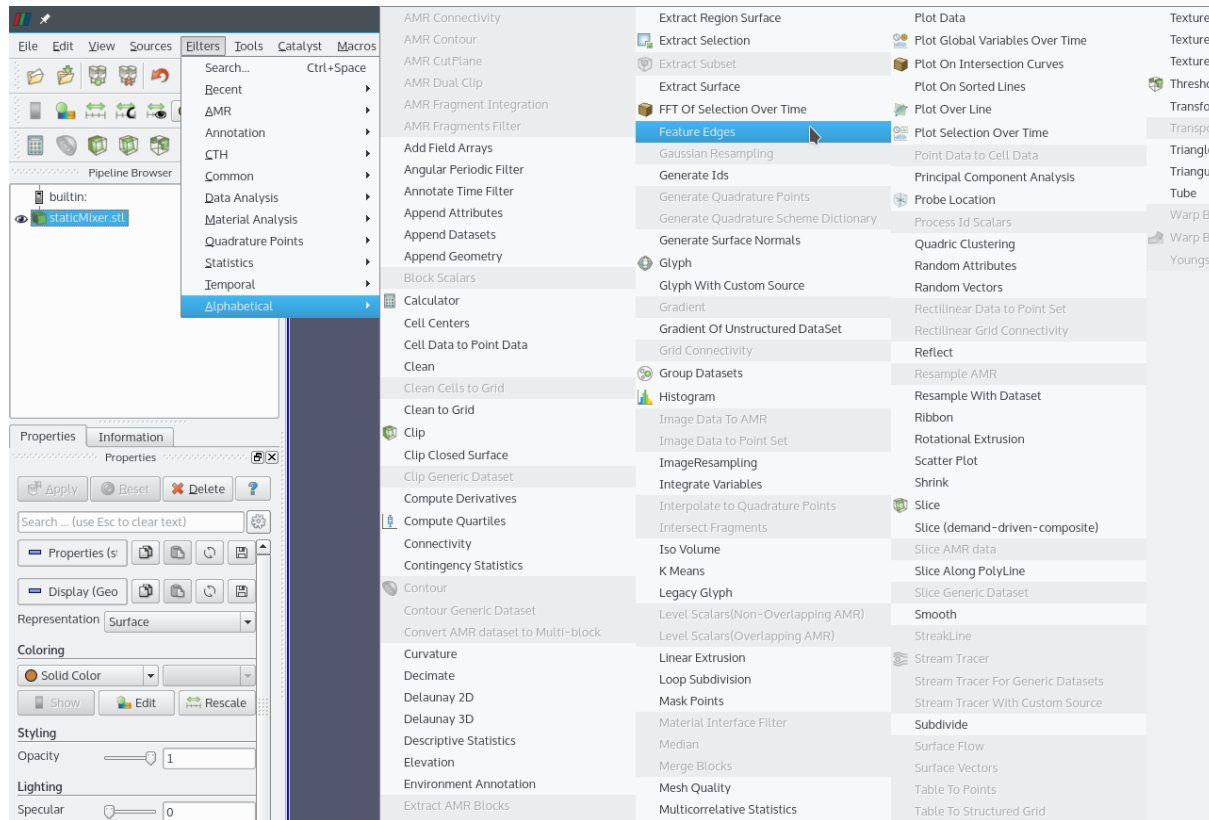 File Edit View Sources Filters Tools Catalyst Macros
Search... Ctrl+Space
Recent
AMR
Annotation
CTH
Common
Data Analysis
Material Analysis
Quadrature Points
Statistics
Temporal
Alphabetical
Pipeline Browser
builtin:
staticMixer.stl
Properties Information
Properties
Apply Reset Delete ?
Search ... (use Esc to clear text)
Properties (s
Display (Geo
Representation Surface
Coloring
Solid Color
Show Edit Rescale
Styling
Opacity 1
Lighting
Specular 0
AMR Connectivity
AMR Contour
AMR CutPlane
AMR Dual Clip
AMR Fragment Integration
AMR Fragments Filter
Add Field Arrays
Angular Periodic Filter
Annotate Time Filter
Append Attributes
Append Datasets
Append Geometry
Block Scalars
Calculator
Cell Centers
Cell Data to Point Data
Clean
Clean Cells to Grid
Clean to Grid
Clip
Clip Closed Surface
Clip Generic Dataset
Compute Derivatives
Compute Quartiles
Connectivity
Contingency Statistics
Contour
Contour Generic Dataset
Convert AMR dataset to Multi-block
Curvature
Decimate
Delaunay 2D
Delaunay 3D
Descriptive Statistics
Elevation
Environment Annotation
Extract AMR Blocks
Extract Region Surface
Extract Selection
Extract Subset
Extract Surface
FFT Of Selection Over Time
Feature Edges
Gaussian Resampling
Generate Ids
Generate Quadrature Points
Generate Quadrature Scheme Dictionary
Generate Surface Normals
Glyph
Glyph With Custom Source
Gradient
Gradient Of Unstructured DataSet
Grid Connectivity
Group Datasets
Histogram
Image Data To AMR
Image Data to Point Set
ImageResampling
Integrate Variables
Interpolate to Quadrature Points
Intersect Fragments
Iso Volume
K Means
Legacy Glyph
Level Scalars(Non-Overlapping AMR)
Level Scalars(Overlapping AMR)
Linear Extrusion
Loop Subdivision
Mask Points
Material Interface Filter
Median
Merge Blocks
Mesh Quality
Multicorrelative Statistics
Plot Data
Plot Global Variables Over Time
Plot On Intersection Curves
Plot On Sorted Lines
Plot Over Line
Plot Selection Over Time
Point Data to Cell Data
Principal Component Analysis
Probe Location
Process Id Scalars
Quadric Clustering
Random Attributes
Random Vectors
Rectilinear Data to Point Set
Rectilinear Grid Connectivity
Reflect
Resample AMR
Resample With Dataset
Ribbon
Rotational Extrusion
Scatter Plot
Shrink
Slice
Slice (demand-driven-composite)
Slice AMR data
Slice Along PolyLine
Slice Generic Dataset
Smooth
StreakLine
Stream Tracer
Stream Tracer For Generic Datasets
Stream Tracer With Custom Source
Subdivide
Surface Flow
Surface Vectors
Table To Points
Table To Structured Grid
Texture
Texture
Texture
Thresho
Transfo
Transpo
Triangl
Triangu
Tube
Warp B
Warp B
Youngs